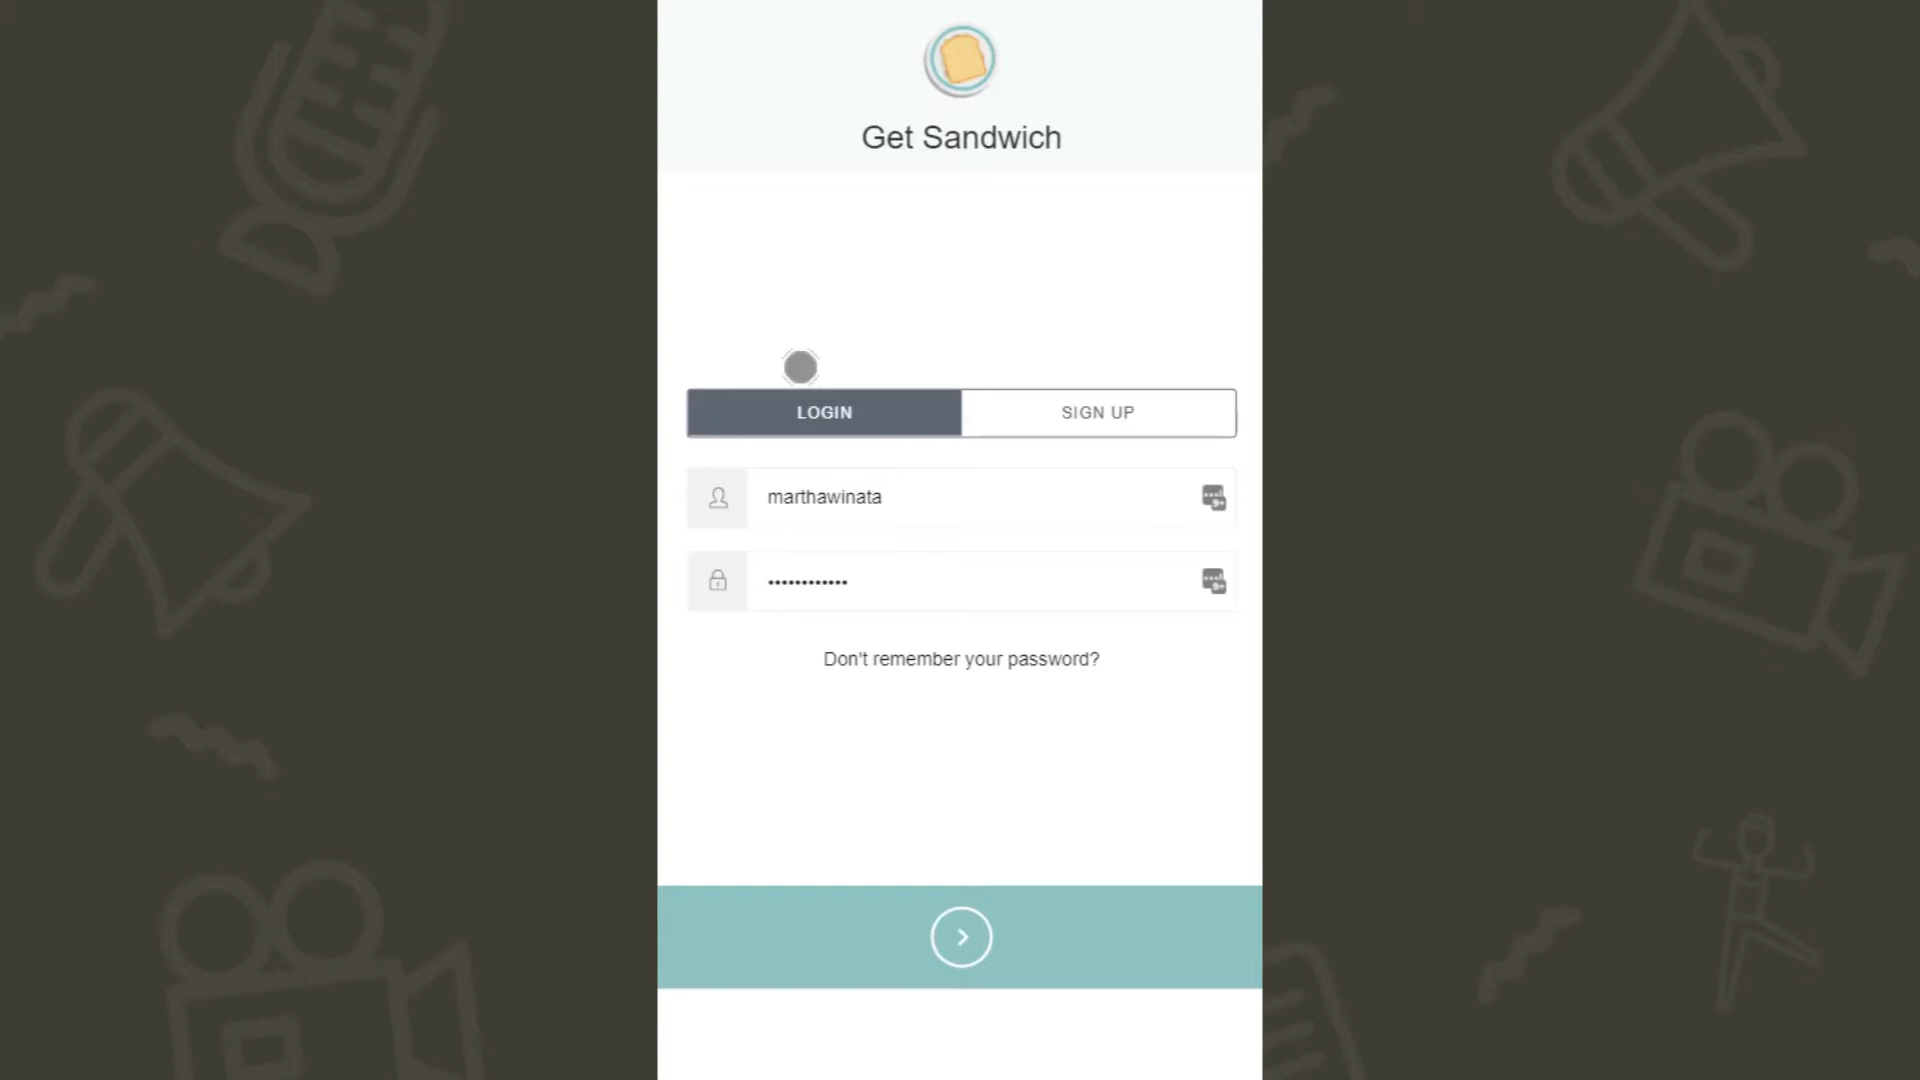 Get Sandwich
LOGIN
SIGN UP
marthawinata
••••••••••••
Don't remember your password?